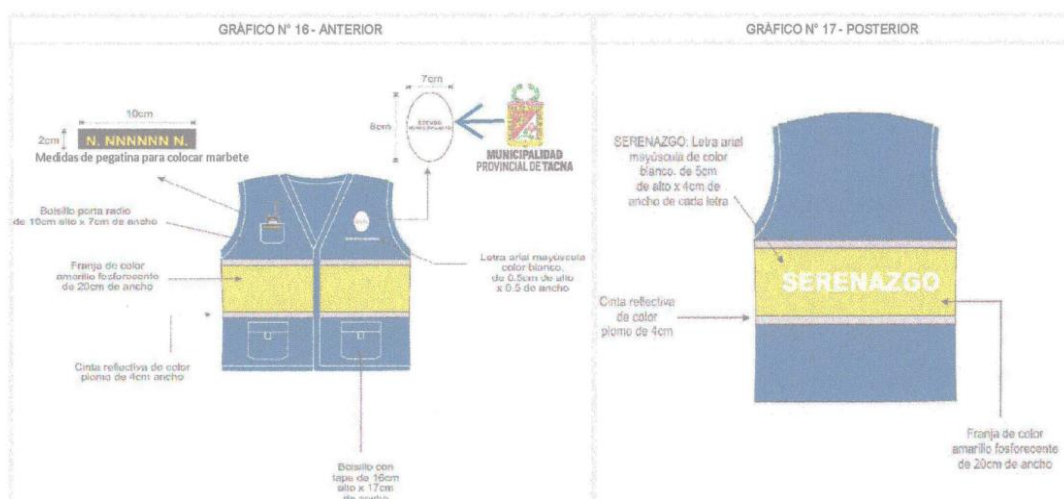 GRÀFICO N° 16 - ANTERIOR
10cm
2cm
N. NNNNNN N.
Medidas de pegatina para colocar marbete
7cm
8cm
ESCUDO
MUNICIPALIDAD
PROVINCIAL DE TACNA
Bolsillo porta radio
de 10cm alto x 7cm de ancho
Franja de color
amarillo fosforecente
de 20cm de ancho
Cinta reflectiva de color
plomo de 4cm ancho
Letra arial mayúscula
color blanco,
de 0.5cm de alto
x 0.5 de ancho
Bolsillo con
tapa de 16cm
alto x 17cm
de ancho
GRÀFICO N° 17 - POSTERIOR
SERENAZGO: Letra arial
mayúscula de color
blanco, de 5cm
de alto x 4cm de
ancho de cada letra
SERENAZGO
Cinta reflectiva
de color
plomo de 4cm
Franja de color
amarillo fosforecente
de 20cm de ancho